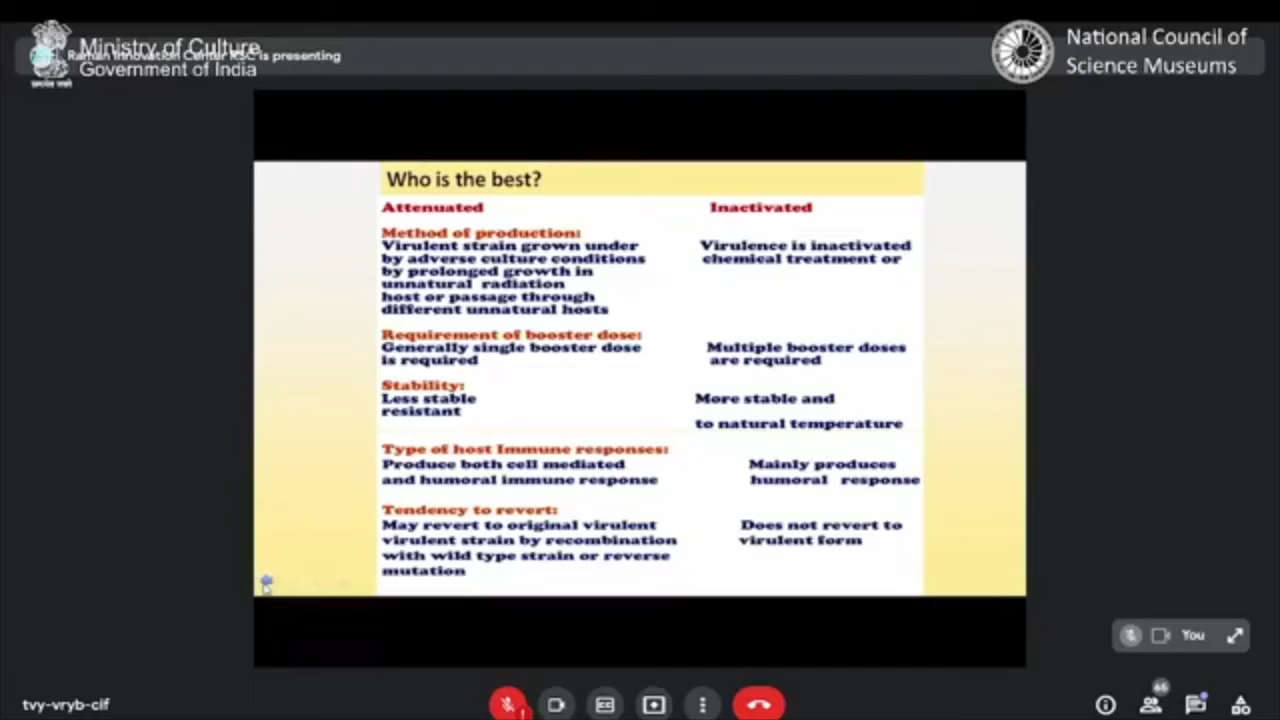 Ministry of Culture
Government of India
Raman Innovation Center RSC is presenting
National Council of
Science Museums
Who is the best?
Attenuated Inactivated
Method of production:
Virulent strain grown under Virulence is inactivated
by adverse culture conditions chemical treatment or
by prolonged growth in
unnatural radiation
host or passage through
different unnatural hosts
Requirement of booster dose:
Generally single booster dose Multiple booster doses
is required are required
Stability:
Less stable More stable and
resistant
to natural temperature
Type of host Immune responses:
Produce both cell mediated Mainly produces
and humoral immune response humoral response
Tendency to revert:
May revert to original virulent Does not revert to
virulent strain by recombination virulent form
with wild type strain or reverse
mutation
You
tvy-vryb-cif